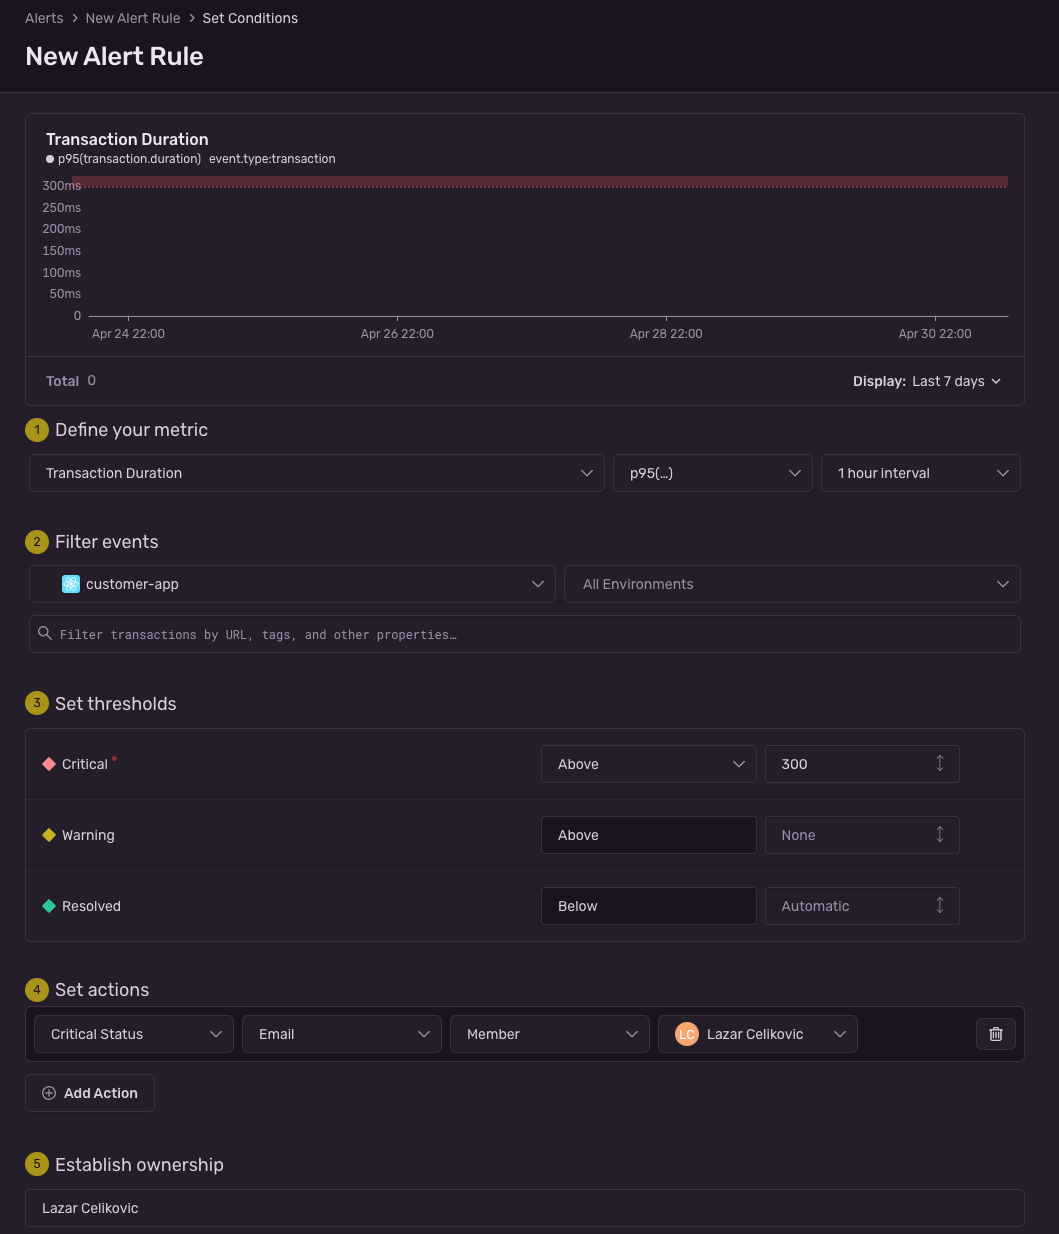 Alerts > New Alert Rule > Set Conditions
New Alert Rule
Transaction Duration
p95(transaction.duration) event.type:transaction
300ms
250ms
200ms
150ms
100ms
50ms
0
Apr 24 22:00 Apr 26 22:00 Apr 28 22:00 Apr 30 22:00
Total 0 Display: Last 7 days
1 Define your metric
Transaction Duration p95(…) 1 hour interval
2 Filter events
customer-app All Environments
Filter transactions by URL, tags, and other properties…
3 Set thresholds
Critical Above 300
Warning Above None
Resolved Below Automatic
4 Set actions
Critical Status Email Member LC Lazar Celikovic
Add Action
5 Establish ownership
Lazar Celikovic